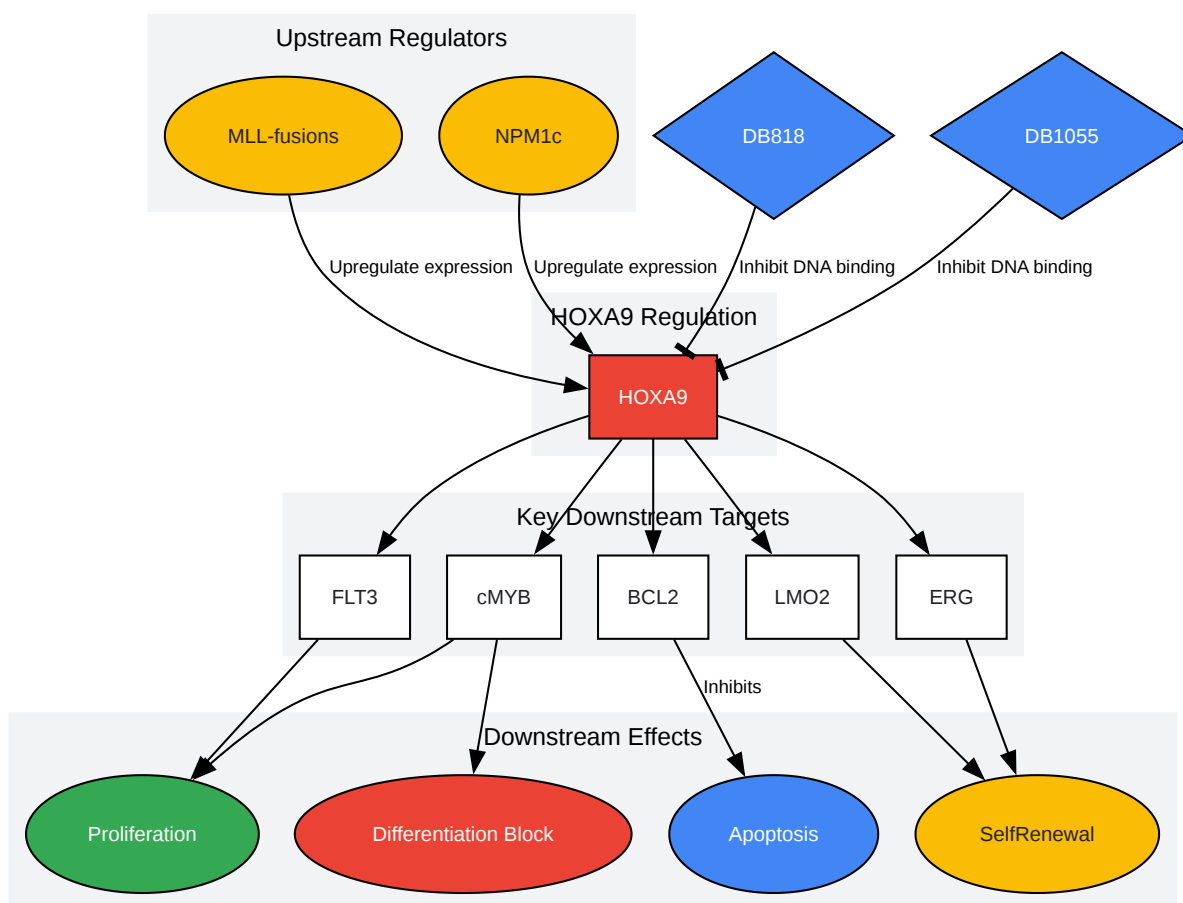 Upstream Regulators
MLL-fusions
NPM1c
DB818
DB1055
Upregulate expression
Upregulate expression
Inhibit DNA binding
Inhibit DNA binding
HOXA9 Regulation
HOXA9
Key Downstream Targets
FLT3
cMYB
BCL2
LMO2
ERG
Inhibits
Downstream Effects
Proliferation
Differentiation Block
Apoptosis
SelfRenewal